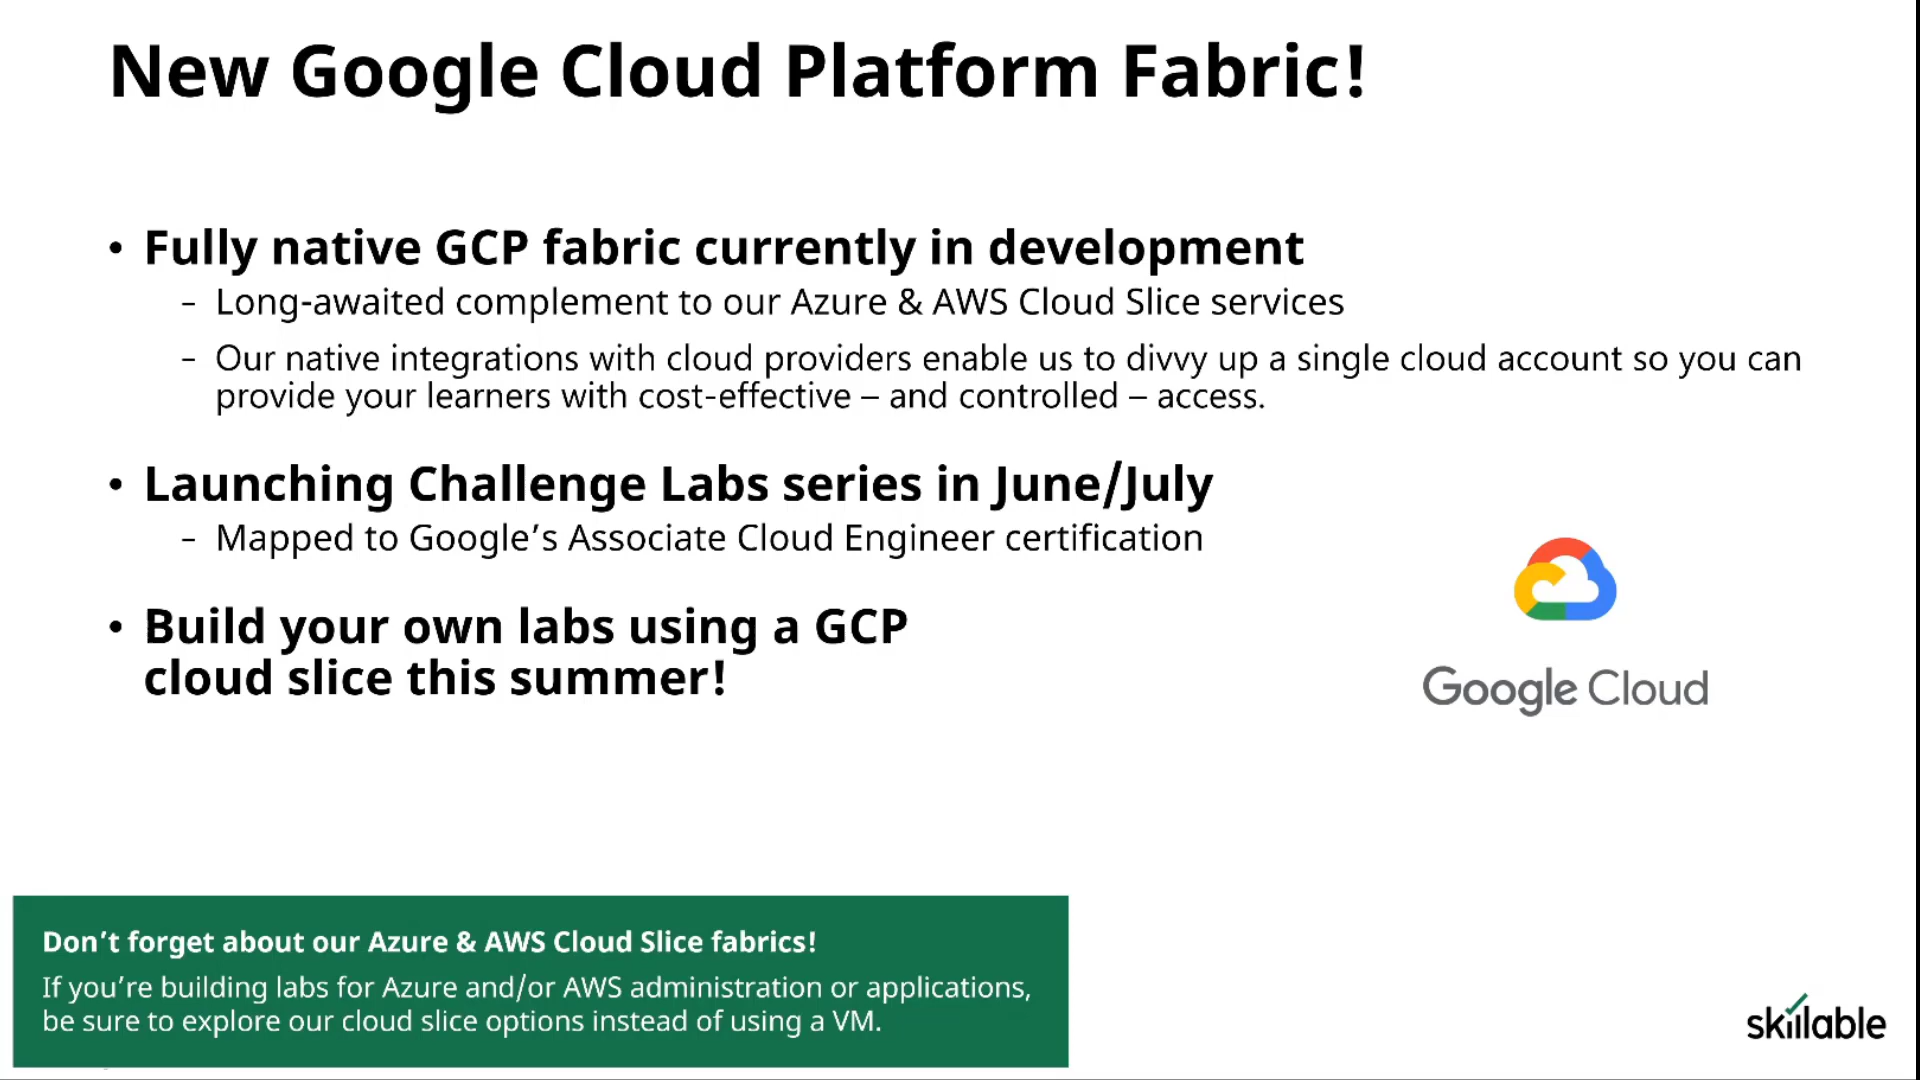 New Google Cloud Platform Fabric!
• Fully native GCP fabric currently in development
– Long-awaited complement to our Azure & AWS Cloud Slice services
– Our native integrations with cloud providers enable us to divvy up a single cloud account so you can
provide your learners with cost-effective – and controlled – access.
• Launching Challenge Labs series in June/July
– Mapped to Google’s Associate Cloud Engineer certification
• Build your own labs using a GCP
cloud slice this summer!
Google Cloud
Don’t forget about our Azure & AWS Cloud Slice fabrics!
If you’re building labs for Azure and/or AWS administration or applications,
be sure to explore our cloud slice options instead of using a VM.
skillable